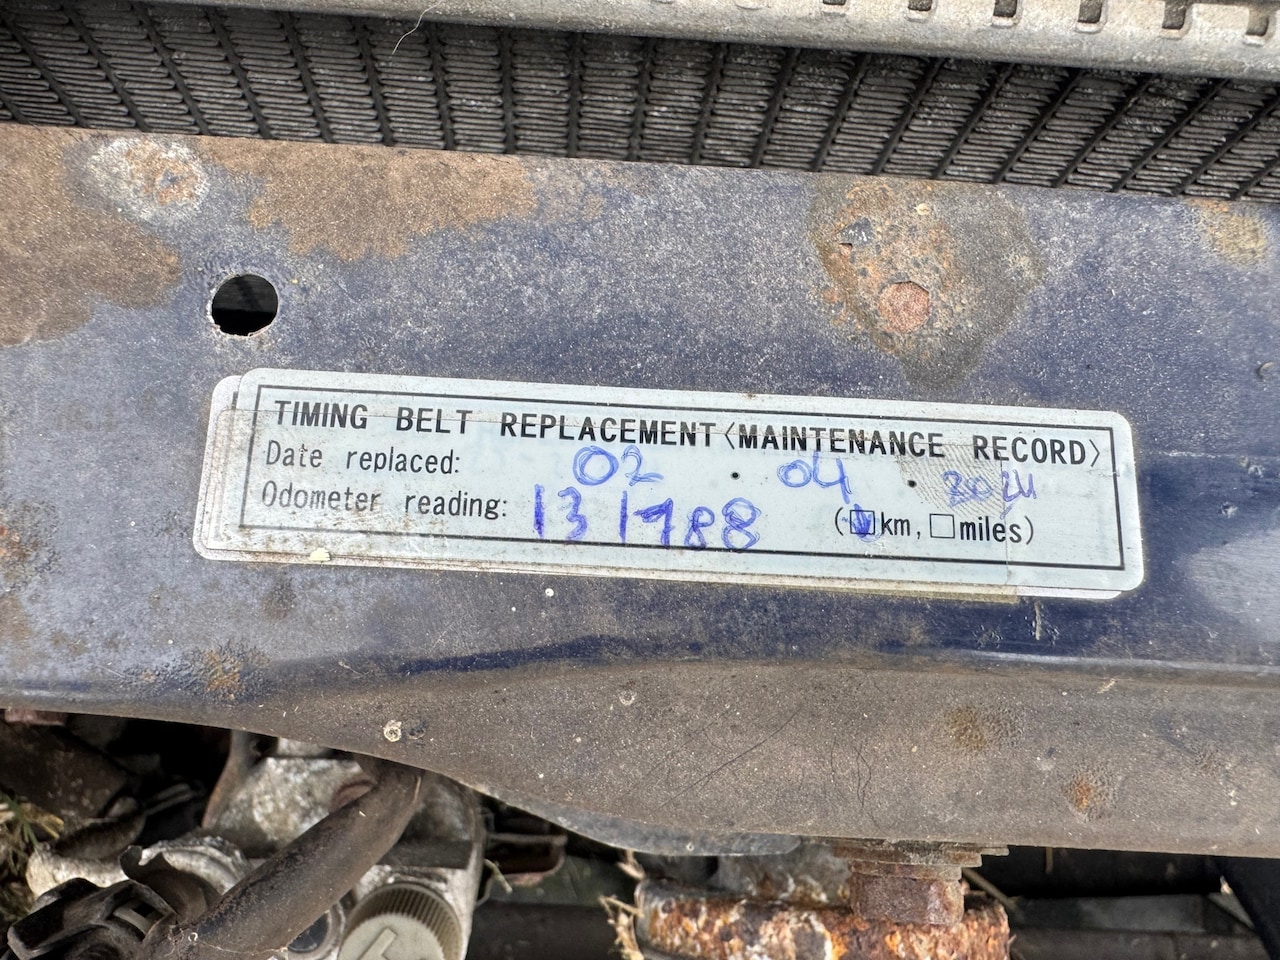 TIMING BELT REPLACEMENT〈MAINTENANCE RECORD〉
Date replaced: 02 . 04 . 2024
Odometer reading: 131788 (☑km, ☐miles)